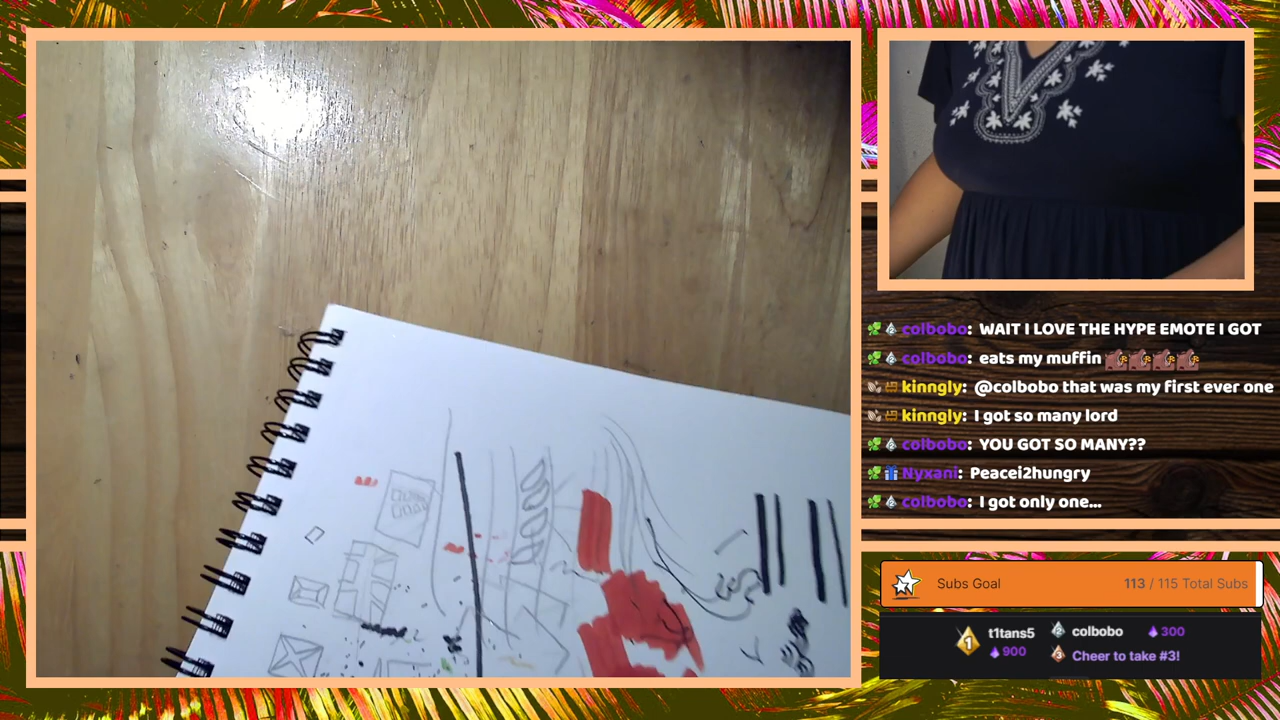 colbobo: WAIT I LOVE THE HYPE EMOTE I GOT
colbobo: eats my muffin
kinngly: @colbobo that was my first ever one
kinngly: I got so many lord
colbobo: YOU GOT SO MANY??
Nyxani: Peacei2hungry
colbobo: I got only one...
Subs Goal 113 / 115 Total Subs
1 t1tans5 900
2 colbobo 300
3 Cheer to take #3!